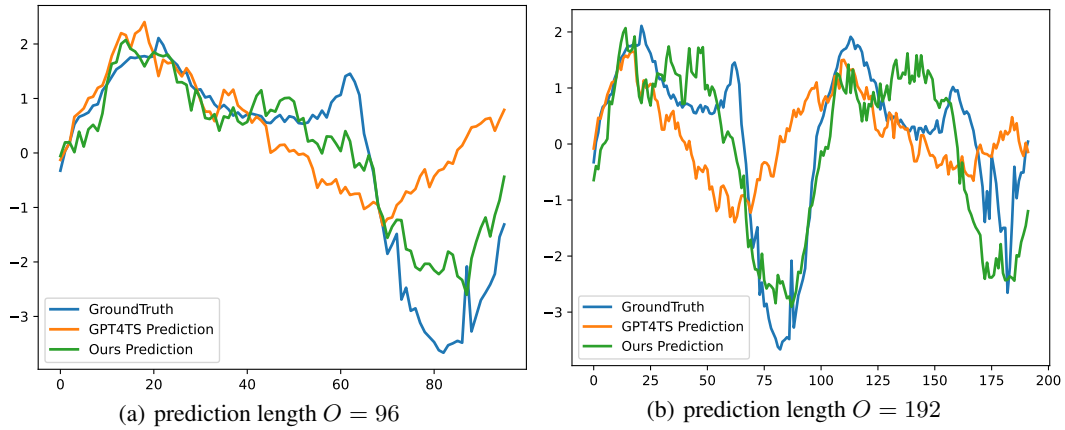 2
1
0
−1
−2
−3
GroundTruth
GPT4TS Prediction
Ours Prediction
0 20 40 60 80
(a) prediction length O = 96
2
1
0
−1
−2
−3
GroundTruth
GPT4TS Prediction
Ours Prediction
0 25 50 75 100 125 150 175 200
(b) prediction length O = 192